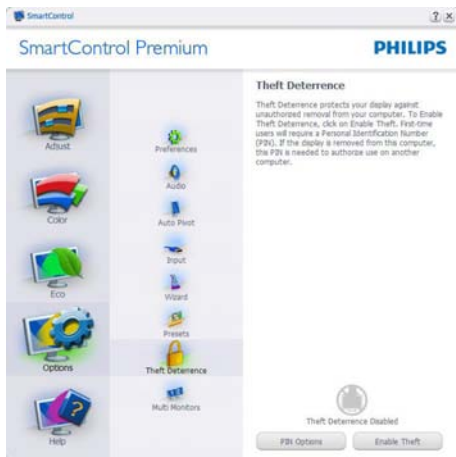 SmartControl
SmartControl Premium
PHILIPS
Theft Deterrence
Theft Deterrence protects your display against
unauthorized removal from your computer. To Enable
Theft Deterrence, click on Enable Theft. First-time
users will require a Personal Identification Number
(PIN). If the display is removed from this computer,
this PIN is needed to authorize use on another
computer.
Adjust
Color
Eco
Options
Help
Preferences
Audio
Auto Pivot
Input
Wizard
Presets
Theft Deterrence
Multi Monitors
Theft Deterrence Disabled
PIN Options
Enable Theft